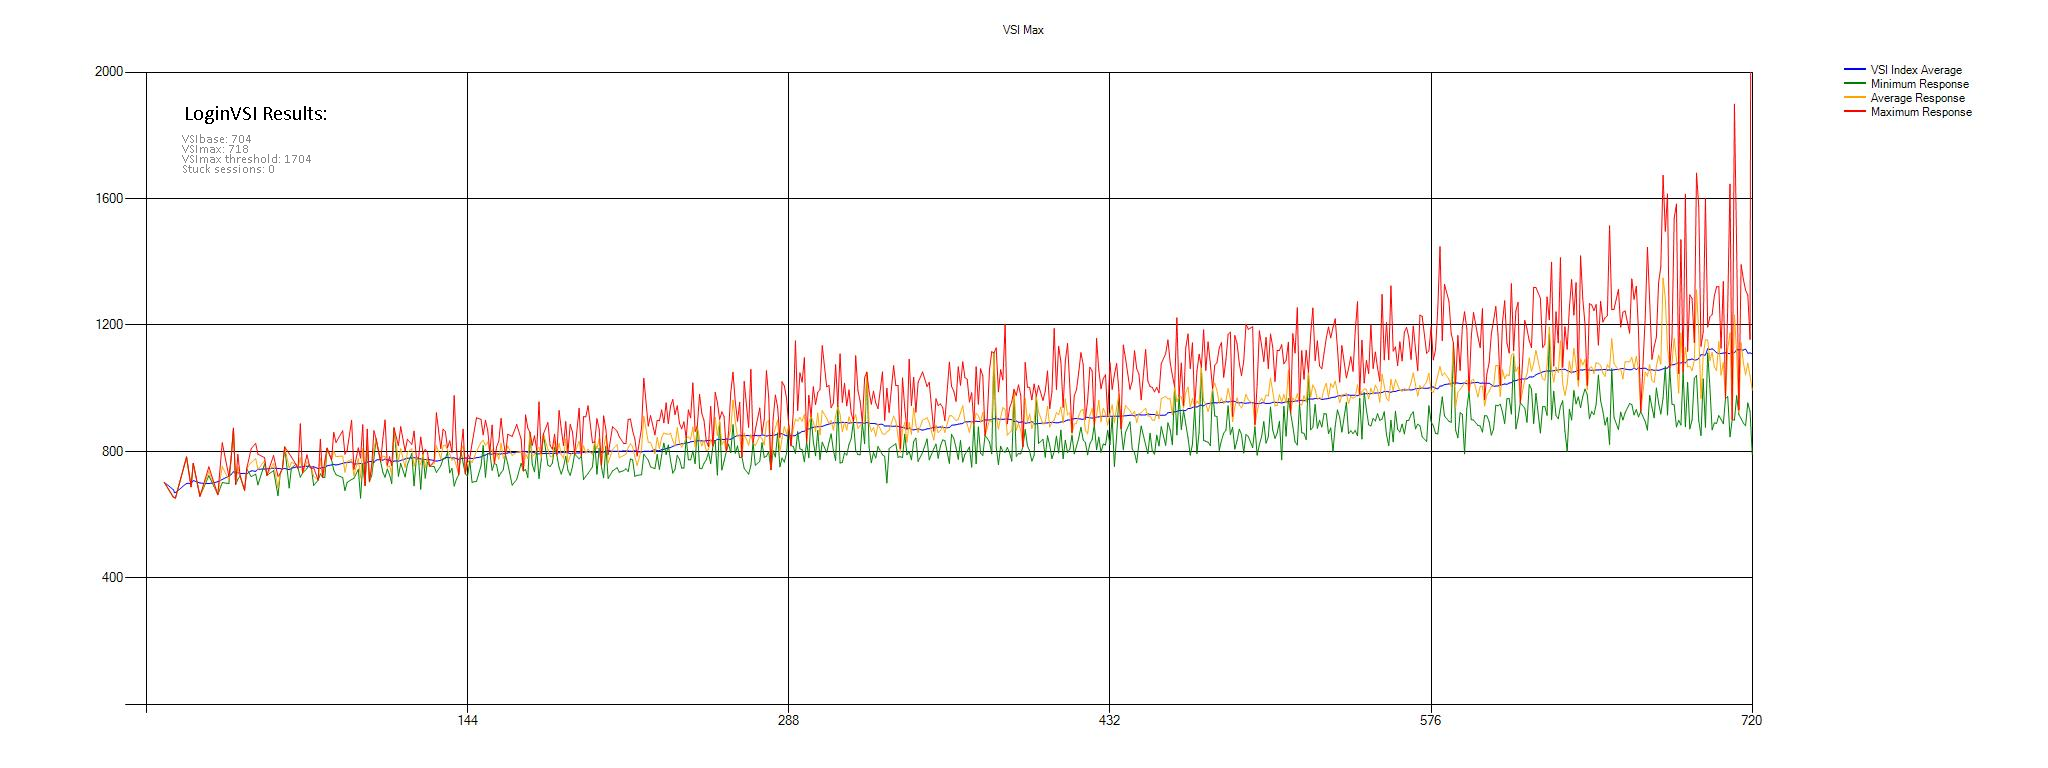 VSI Max
2000
1600
1200
800
400
144
288
432
576
720
LoginVSI Results:
VSIbase: 704
VSImax: 718
VSImax threshold: 1704
Stuck sessions: 0
VSI Index Average
Minimum Response
Average Response
Maximum Response